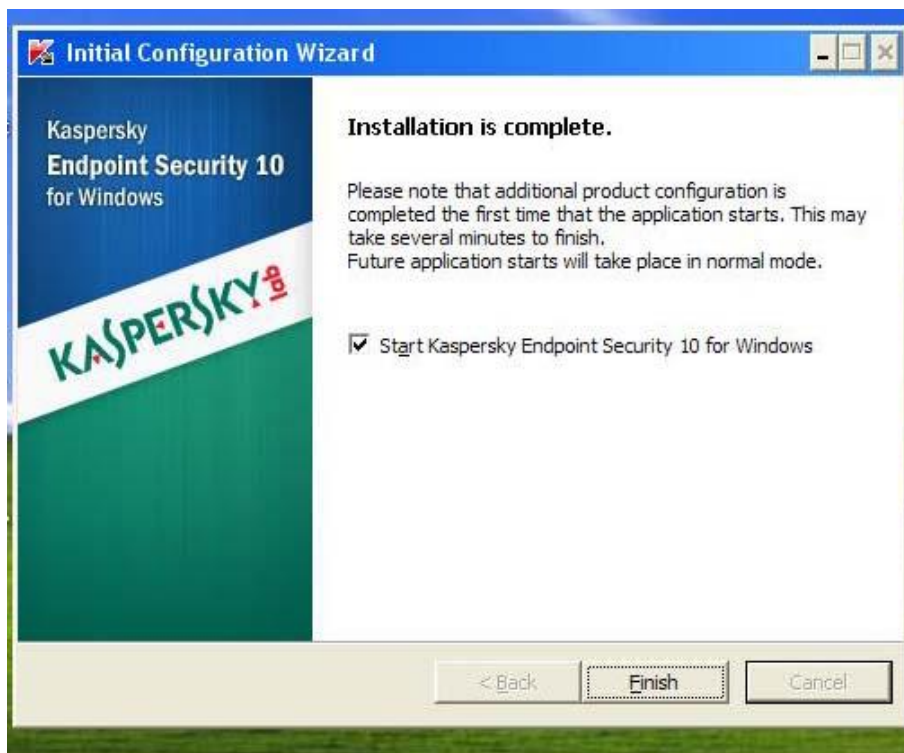 Initial Configuration Wizard
Kaspersky
Endpoint Security 10
for Windows
KASPERSKY lab
Installation is complete.
Please note that additional product configuration is
completed the first time that the application starts. This may
take several minutes to finish.
Future application starts will take place in normal mode.
Start Kaspersky Endpoint Security 10 for Windows
< Back
Finish
Cancel